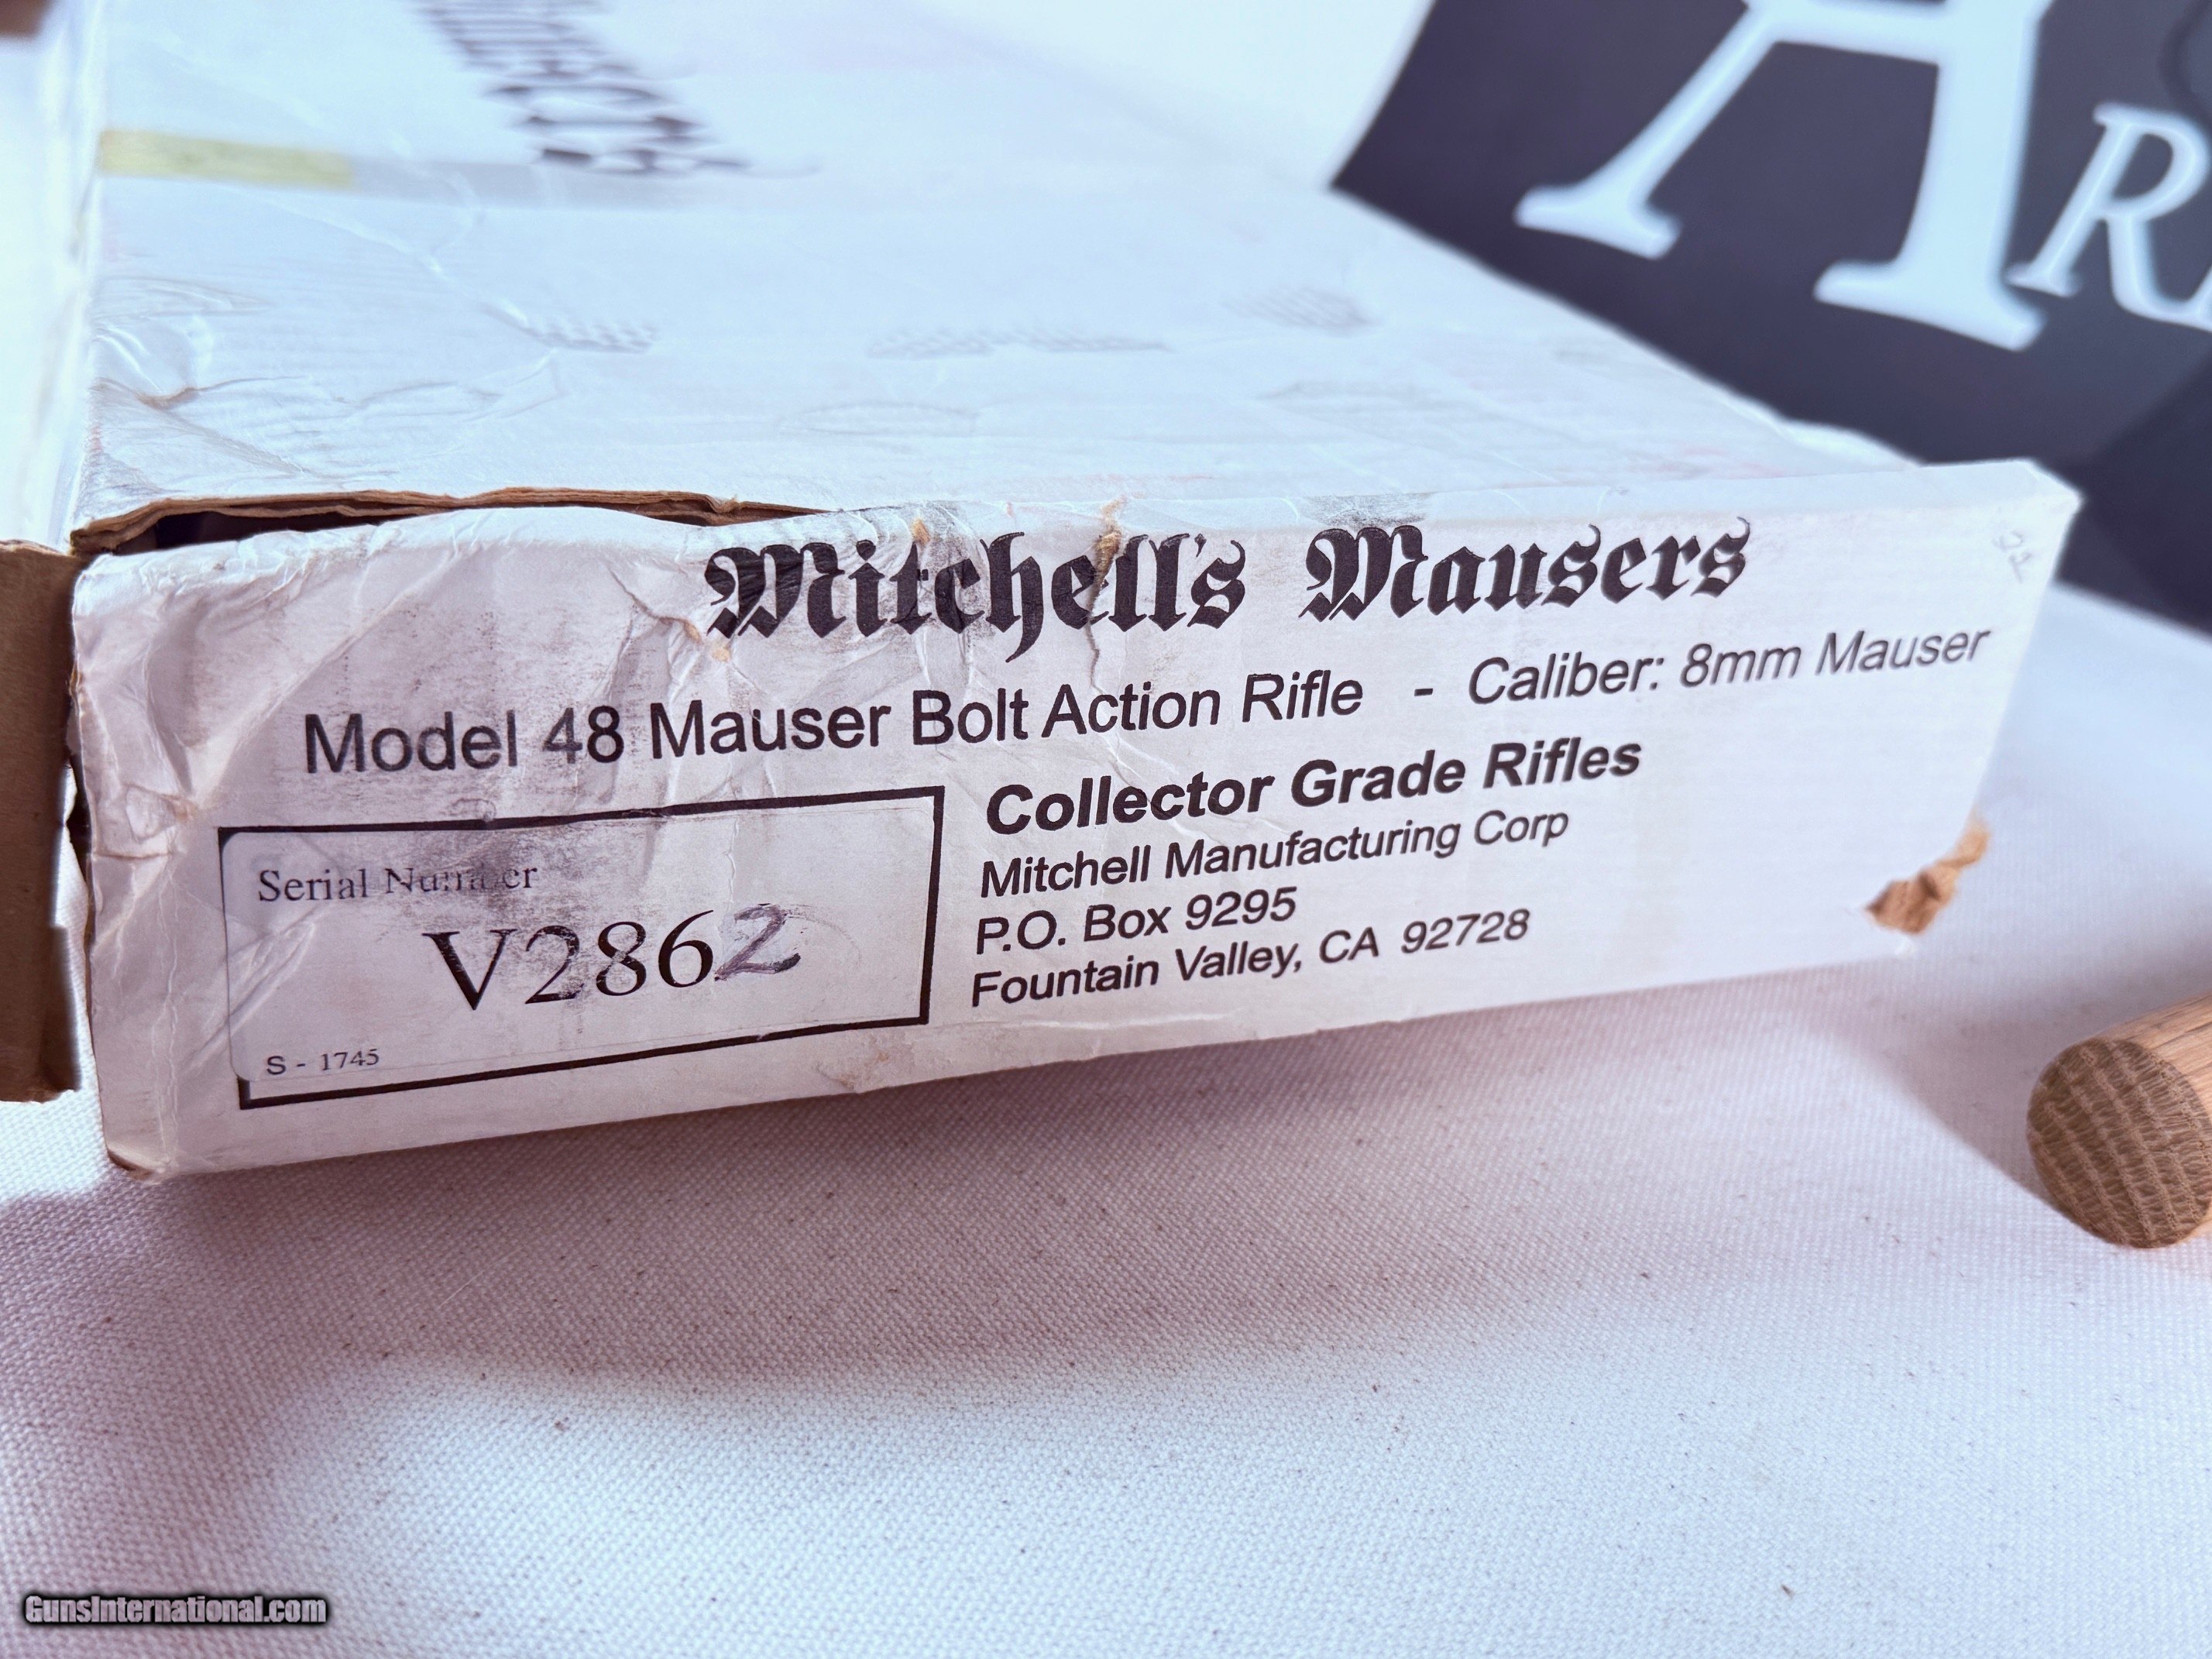 Mitchell's Mausers
Model 48 Mauser Bolt Action Rifle - Caliber: 8mm Mauser
Serial Number
V2862
S - 1745
Collector Grade Rifles
Mitchell Manufacturing Corp
P.O. Box 9295
Fountain Valley, CA 92728
GunsInternational.com